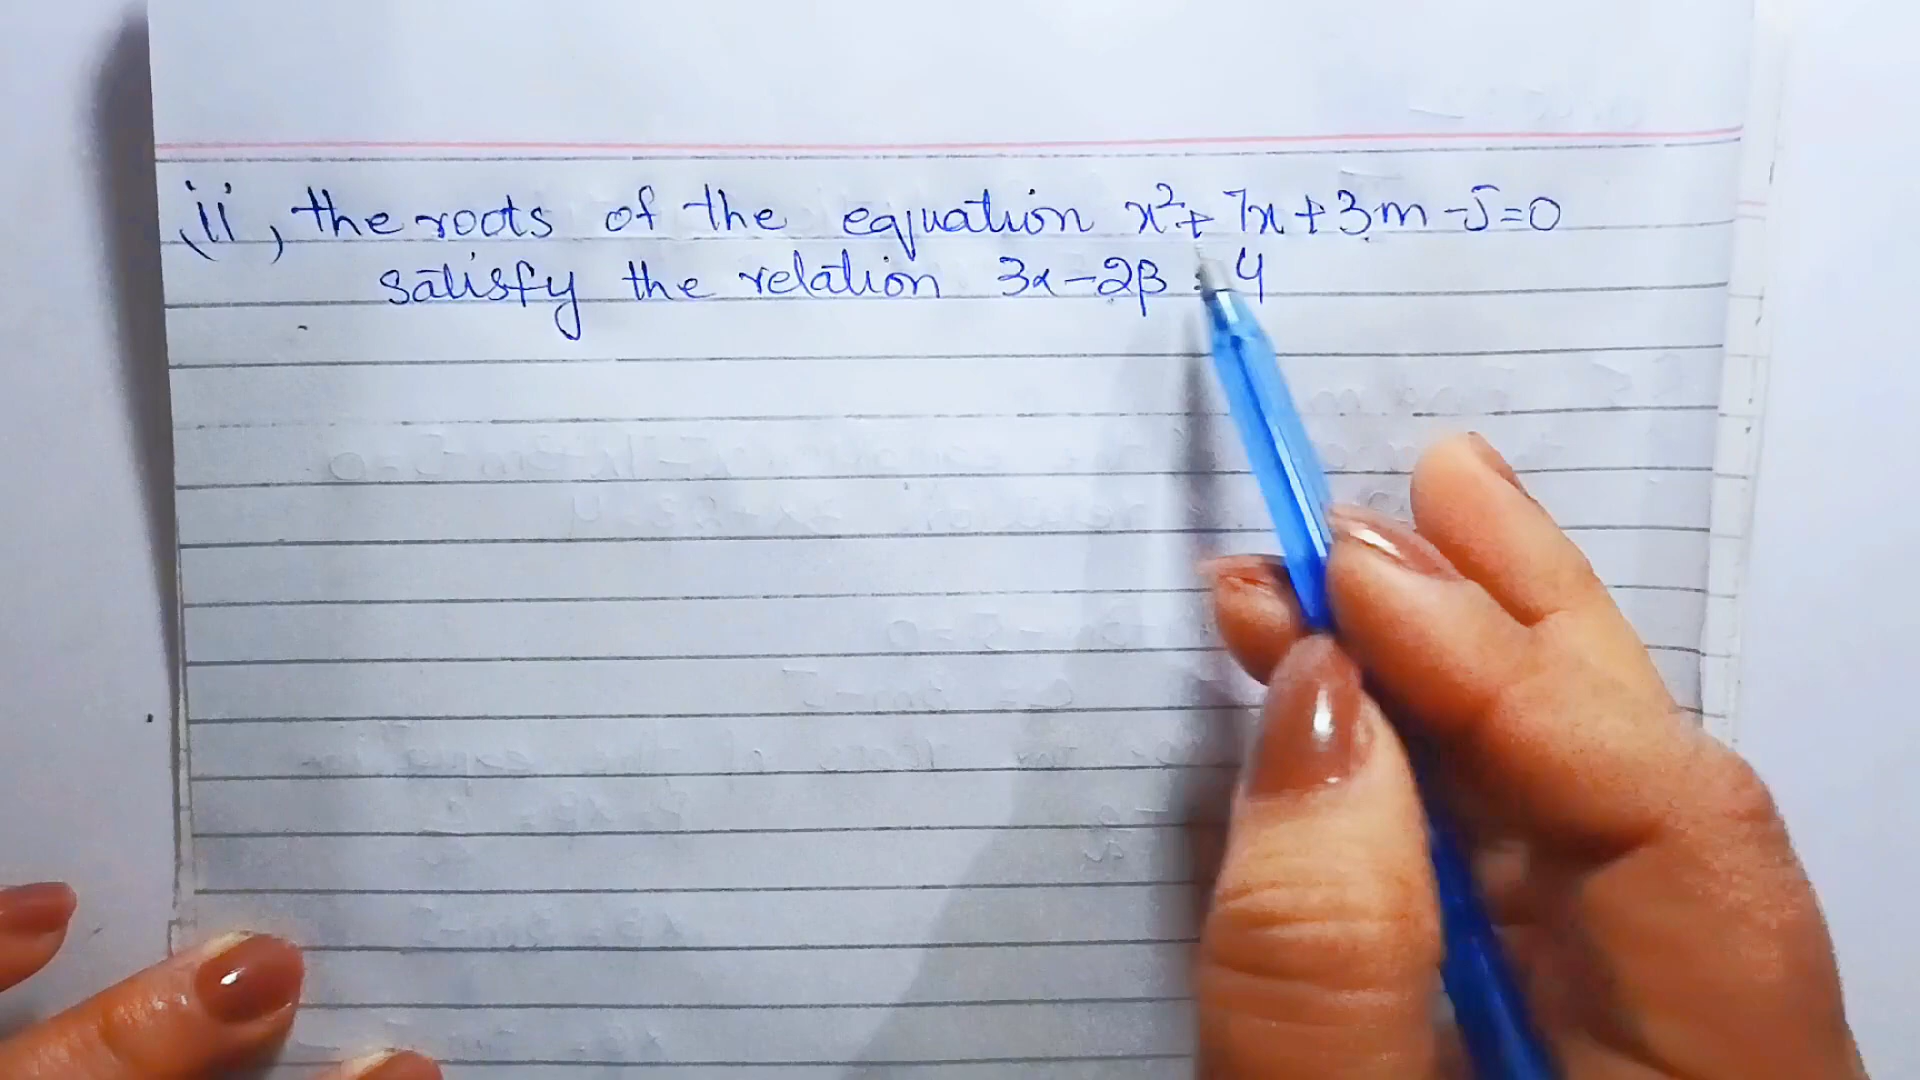 ii, the roots of the equation x²+7x+3m-5=0
satisfy the relation 3α-2β = 4